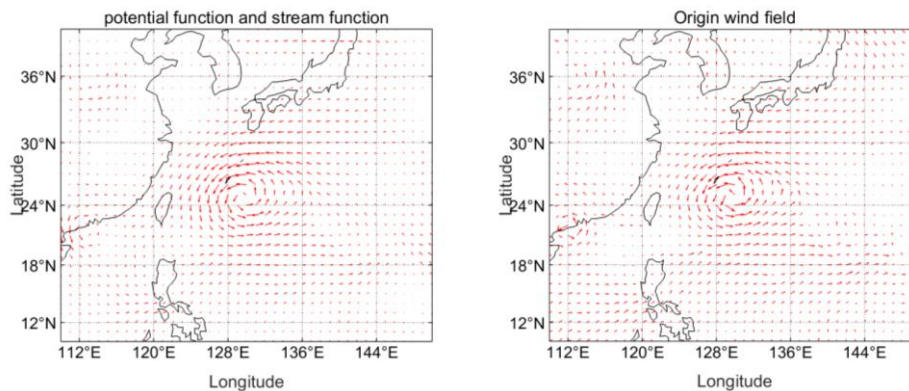 potential function and stream function
Origin wind field
36°N
30°N
24°N
18°N
12°N
Latitude
112°E 120°E 128°E 136°E 144°E
Longitude
36°N
30°N
24°N
18°N
12°N
Latitude
112°E 120°E 128°E 136°E 144°E
Longitude